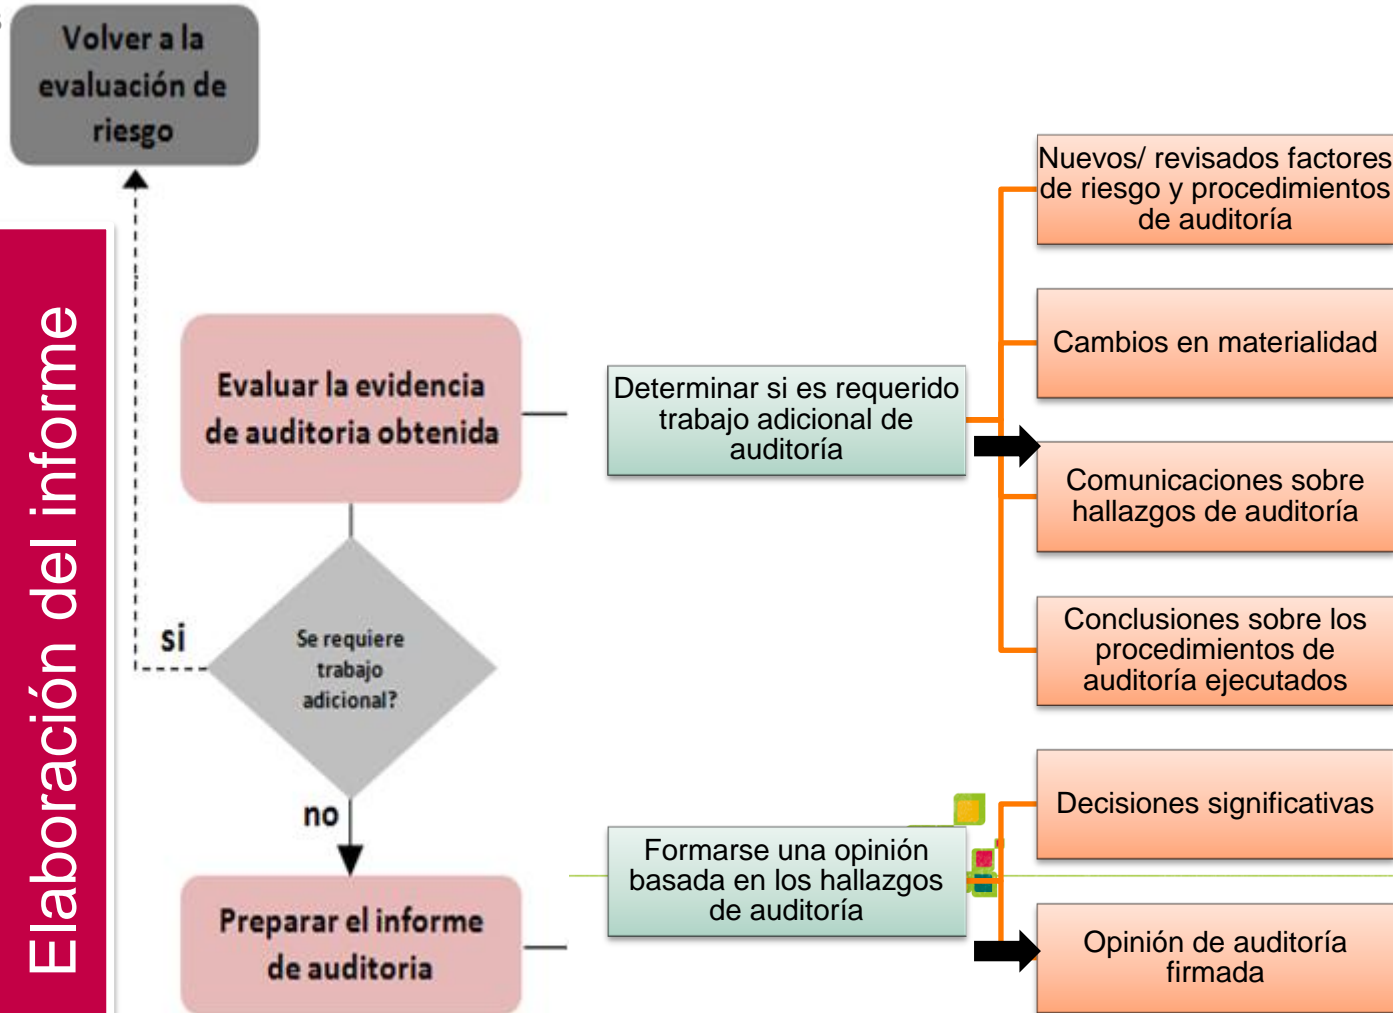 Volver a la
evaluación de
riesgo
Elaboración del informe
Evaluar la evidencia
de auditoria obtenida
Se requiere
trabajo
adicional?
si
no
Preparar el informe
de auditoria
Determinar si es requerido
trabajo adicional de
auditoría
Nuevos/ revisados factores
de riesgo y procedimientos
de auditoría
Cambios en materialidad
Comunicaciones sobre
hallazgos de auditoría
Conclusiones sobre los
procedimientos de
auditoría ejecutados
Formarse una opinión
basada en los hallazgos
de auditoría
Decisiones significativas
Opinión de auditoría
firmada